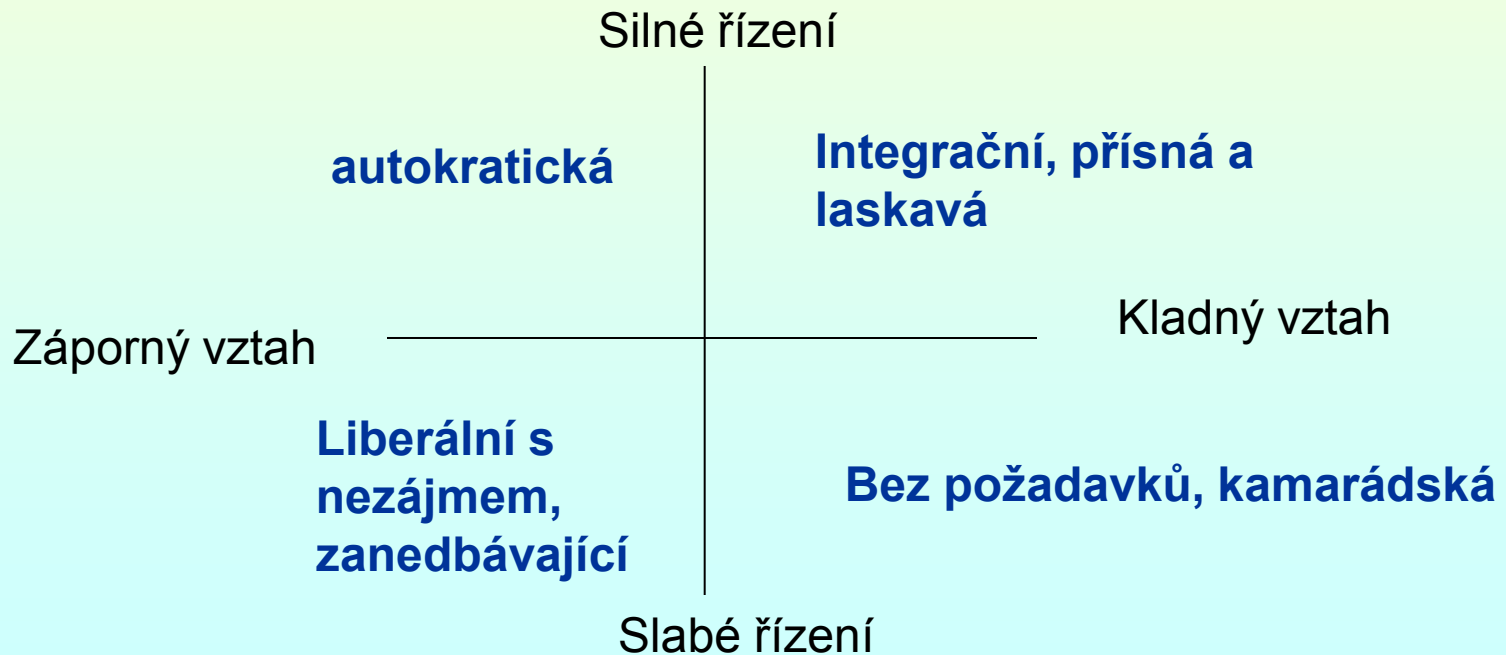 Silné řízení
autokratická
Integrační, přísná a
laskavá
Záporný vztah
Kladný vztah
Liberální s
nezájmem,
zanedbávající
Bez požadavků, kamarádská
Slabé řízení